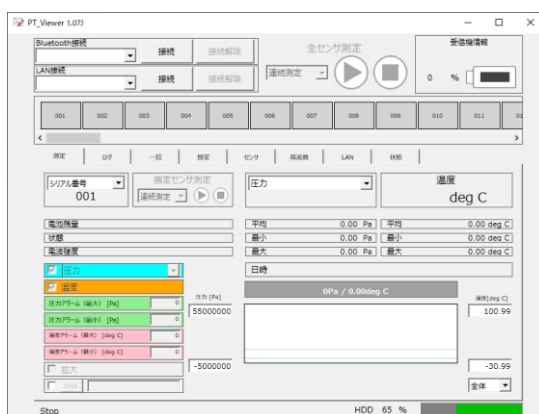 PT_Viewer 1.07J
Bluetooth接続
接続
接続解除
LAN接続
接続
接続解除
全センサ測定
連続測定
受信機情報
0 %
001 002 003 004 005 006 007 008 009 010 011 01
測定 ログ 一覧 設定 センサ 周波数 LAN 状態
シリアル番号
001
指定センサ測定
連続測定
圧力
温度
deg C
電池残量
状態
電波強度
平均 0.00 Pa 平均 0.00 deg C
最小 0.00 Pa 最小 0.00 deg C
最大 0.00 Pa 最大 0.00 deg C
圧力
温度
圧力アラーム（最大） [Pa] 0
圧力アラーム（最小） [Pa] 0
温度アラーム（最大） [deg C] 0
温度アラーム（最小） [deg C] 0
拡大
日時
0Pa / 0.00deg C
圧力 [Pa]
55000000
-5000000
温度[deg C]
100.99
-30.99
全体
Stop
HDD 65 %